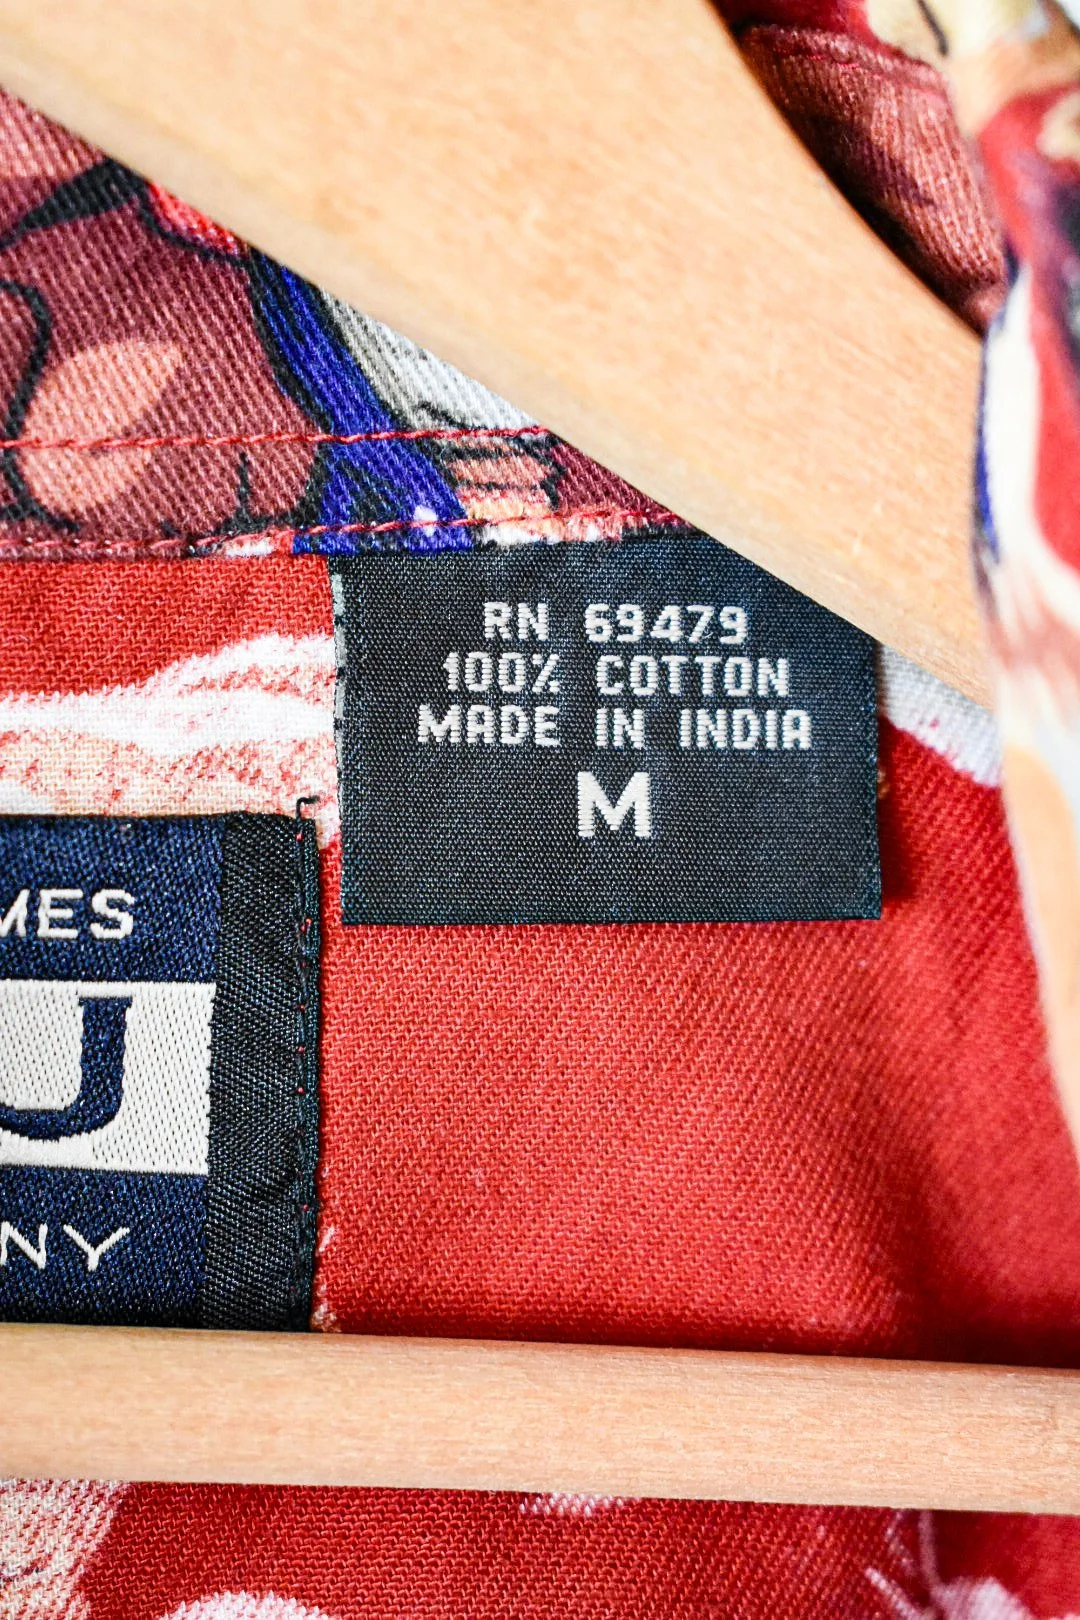 RN 69479
100% COTTON
MADE IN INDIA
M
MES
U
NY